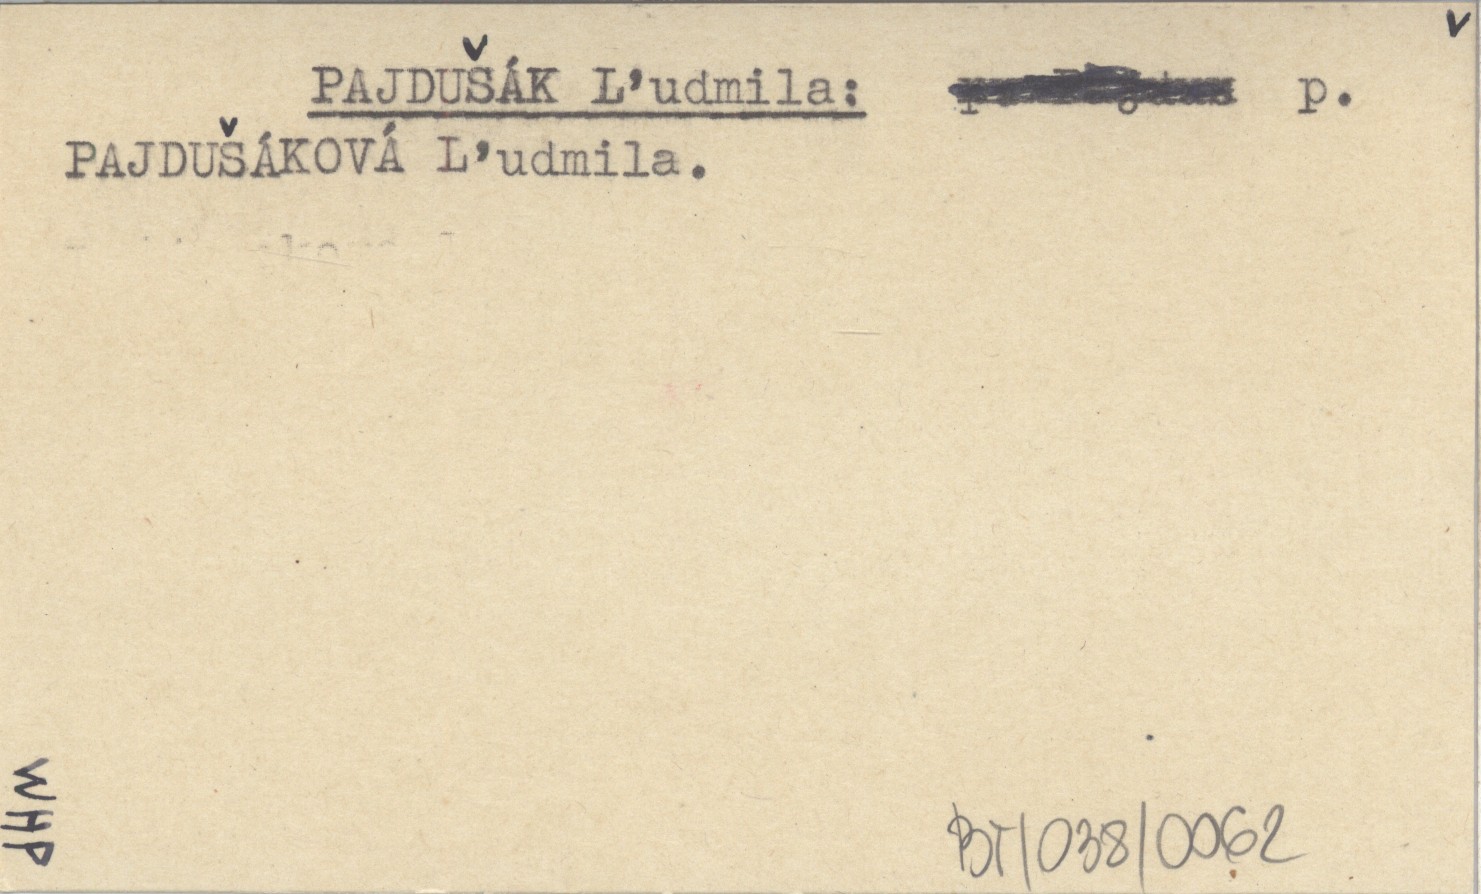 v
PAJDUŠÁK L'udmila: p.
PAJDUŠÁKOVÁ L'udmila.
WHP
BT/038/0062